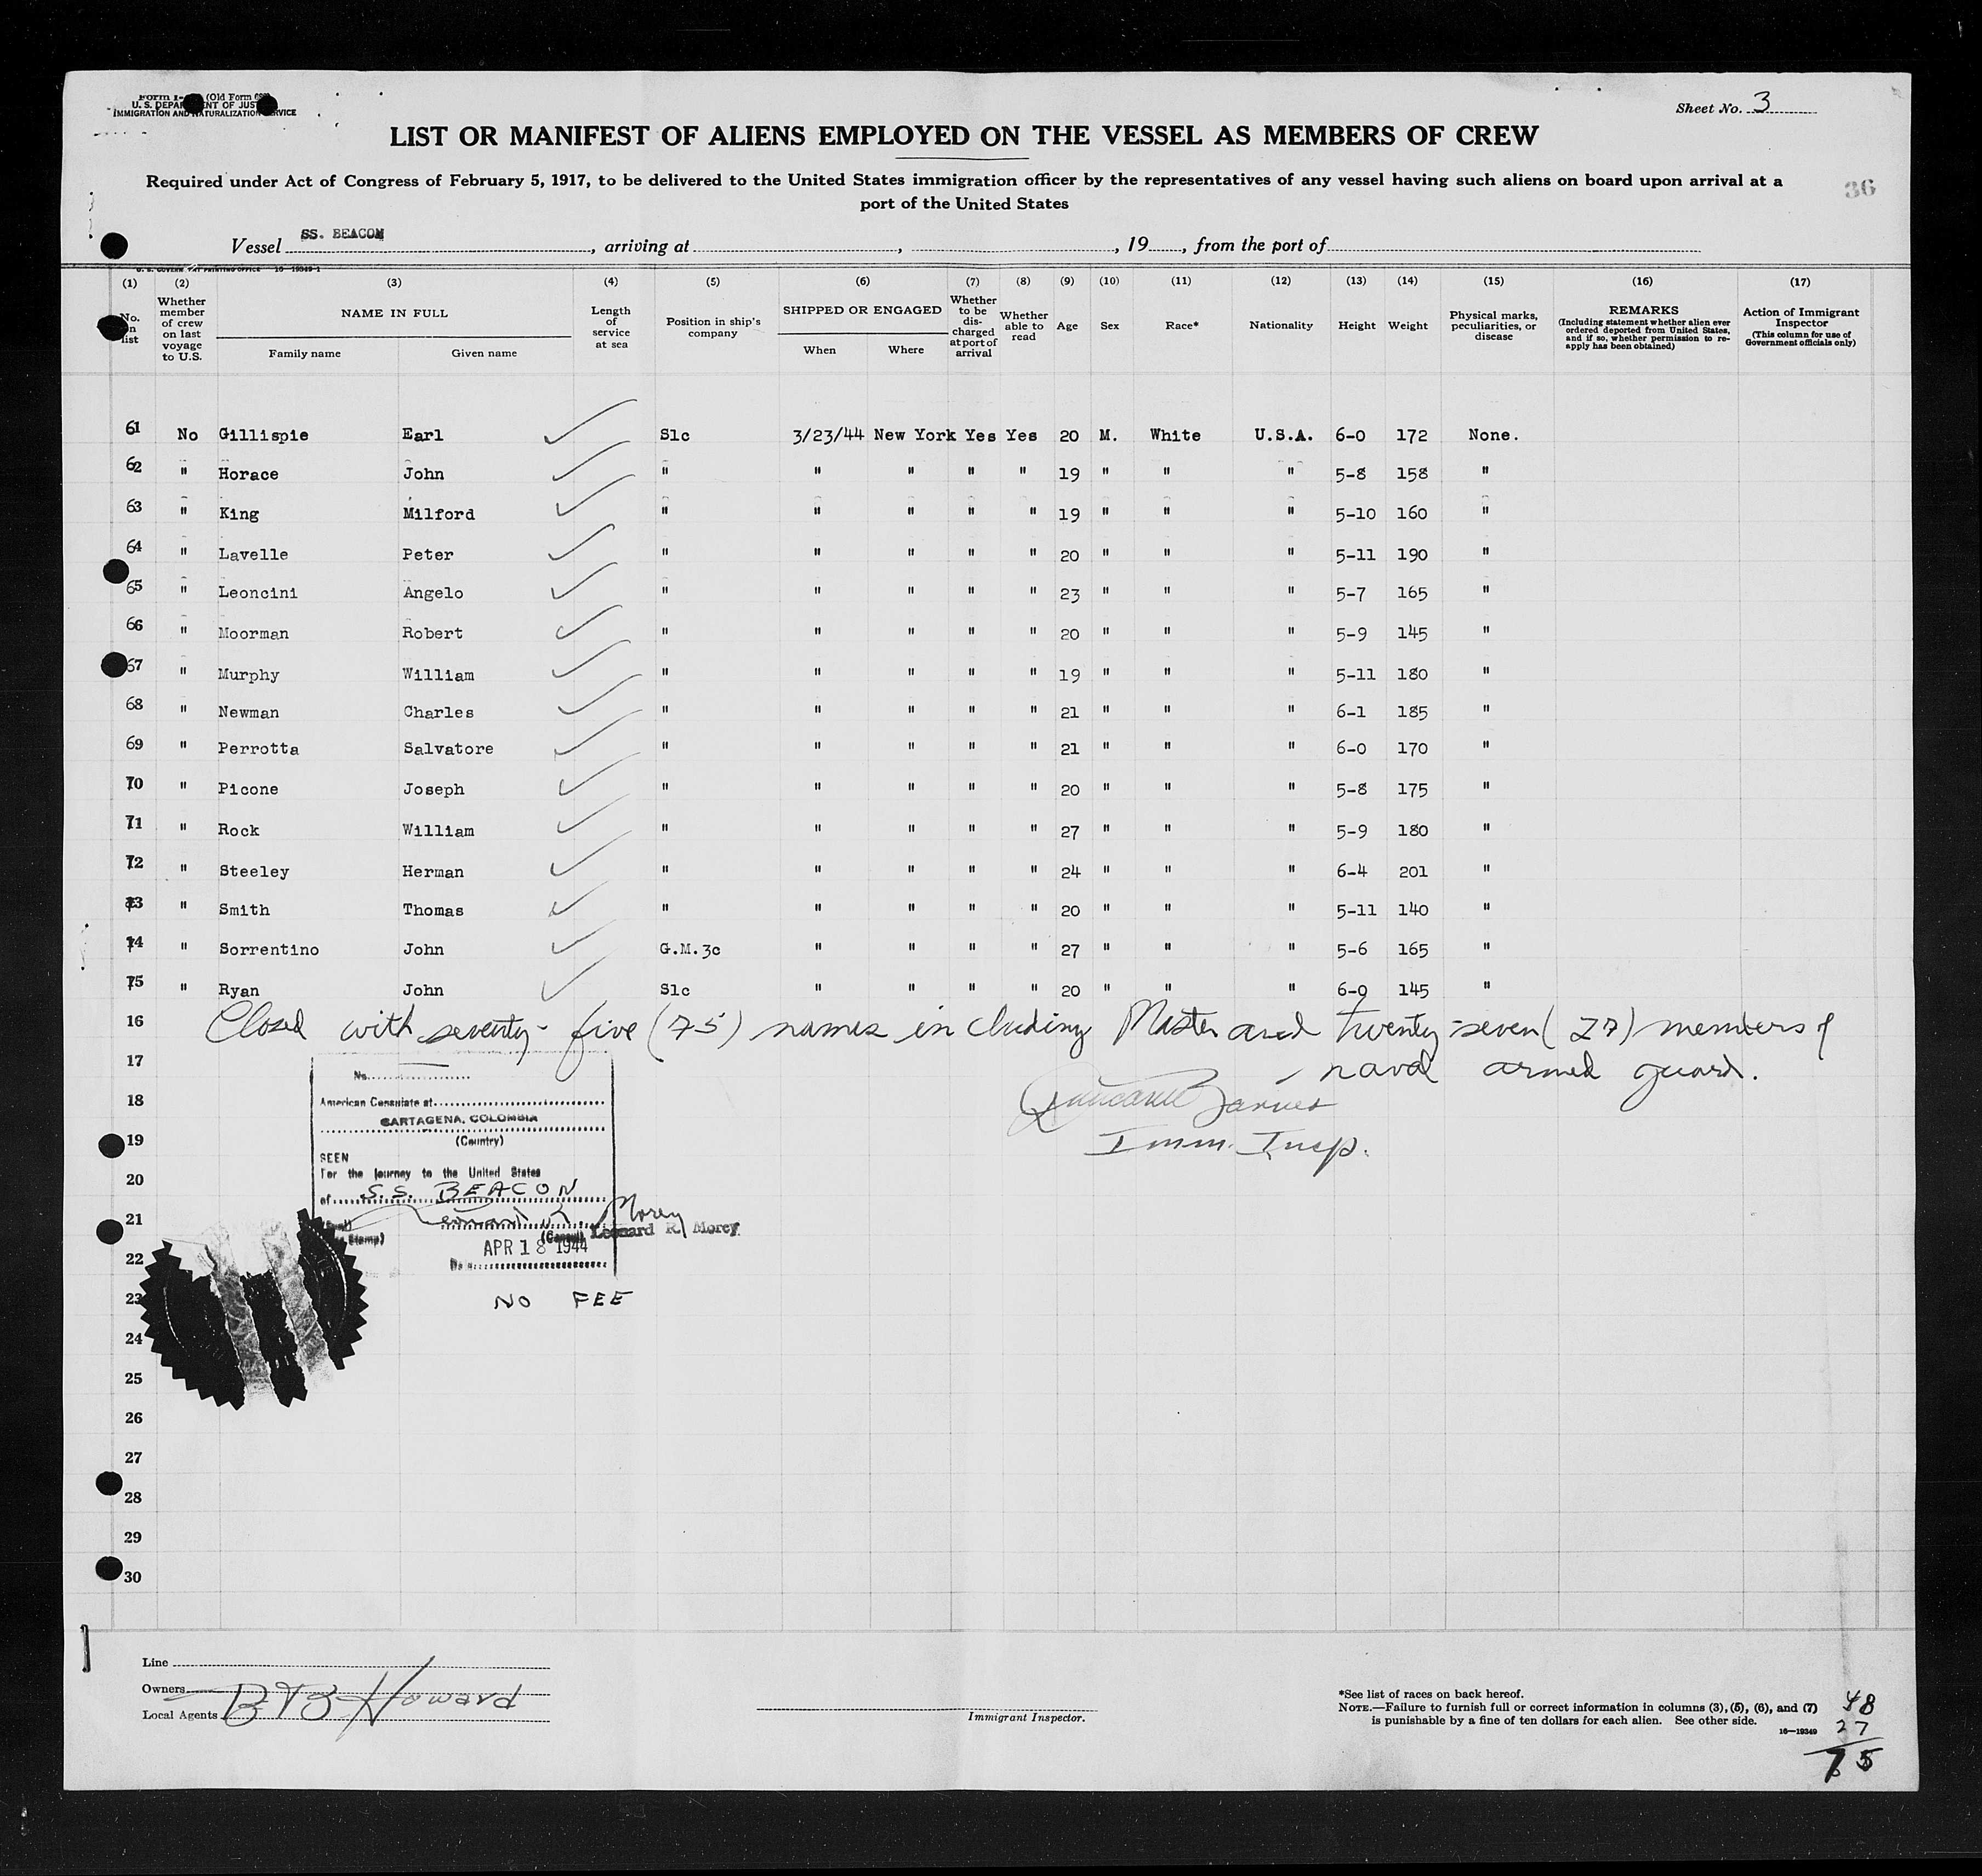 Form I- (Old Form 689)
U. S. DEPARTMENT OF JUSTICE
IMMIGRATION AND NATURALIZATION SERVICE
Sheet No. 3
LIST OR MANIFEST OF ALIENS EMPLOYED ON THE VESSEL AS MEMBERS OF CREW
Required under Act of Congress of February 5, 1917, to be delivered to the United States immigration officer by the representatives of any vessel having such aliens on board upon arrival at a
port of the United States
36
Vessel SS. BEACON, arriving at , , 19 , from the port of
U. S. GOVERNMENT PRINTING OFFICE 16—19349-1
(1) (2) (3) (4) (5) (6) (7) (8) (9) (10) (11) (12) (13) (14) (15) (16) (17)
No. on list
Whether member of crew on last voyage to U.S.
NAME IN FULL
Family name Given name
Length of service at sea
Position in ship's company
SHIPPED OR ENGAGED
When Where
Whether to be discharged at port of arrival
Whether able to read
Age
Sex
Race*
Nationality
Height
Weight
Physical marks, peculiarities, or disease
REMARKS
(Including statement whether alien ever ordered deported from United States, and if so, whether permission to reapply has been obtained)
Action of Immigrant Inspector
(This column for use of Government officials only)
61 No Gillispie Earl S1c 3/23/44 New York Yes Yes 20 M. White U.S.A. 6-0 172 None.
62 " Horace John " " " " " 19 " " " 5-8 158 "
63 " King Milford " " " " " 19 " " " 5-10 160 "
64 " Lavelle Peter " " " " " 20 " " " 5-11 190 "
65 " Leoncini Angelo " " " " " 23 " " " 5-7 165 "
66 " Moorman Robert " " " " " 20 " " " 5-9 145 "
67 " Murphy William " " " " " 19 " " " 5-11 180 "
68 " Newman Charles " " " " " 21 " " " 6-1 185 "
69 " Perrotta Salvatore " " " " " 21 " " " 6-0 170 "
70 " Picone Joseph " " " " " 20 " " " 5-8 175 "
71 " Rock William " " " " " 27 " " " 5-9 180 "
72 " Steeley Herman " " " " " 24 " " " 6-4 201 "
73 " Smith Thomas " " " " " 20 " " " 5-11 140 "
74 " Sorrentino John G.M.3c " " " " 27 " " " 5-6 165 "
75 " Ryan John S1c " " " " 20 " " " 6-0 145 "
16 Closed with seventy-five (75) names including Master and twenty-seven (27) members of
17 naval armed guard.
18
Imm. Insp.
19
20
21
22
23
24
25
26
27
28
29
30
No.
American Consulate at
CARTAGENA, COLOMBIA
(Country)
SEEN
For the journey to the United States
of S.S. BEACON
(Seal)
Stamp)
(Consul)
Leonard R. Morey
APR 18 1944
No
NO FEE
Line
Owners
Local Agents
B B Howard
Immigrant Inspector.
*See list of races on back hereof.
NOTE.—Failure to furnish full or correct information in columns (3), (5), (6), and (7)
is punishable by a fine of ten dollars for each alien. See other side.
16—19349
48
27
75